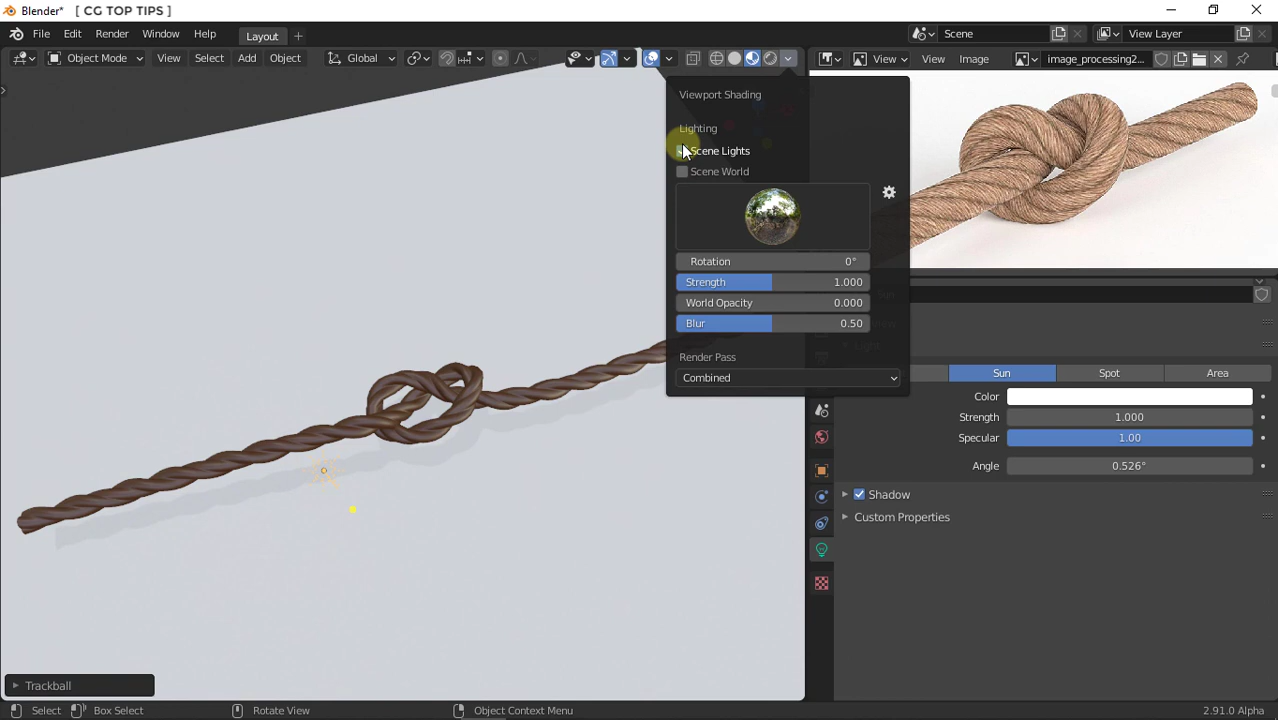 Blender* [ CG TOP TIPS ]
File Edit Render Window Help Layout Scene View Layer
Object Mode View Select Add Object Global View View Image image_processing2...
Viewport Shading
Lighting
Scene Lights
Scene World
Rotation 0°
Strength 1.000
World Opacity 0.000
Blur 0.50
Render Pass
Combined
Sun Spot Area
Color
Strength 1.000
Specular 1.00
Angle 0.526°
Shadow
Custom Properties
Trackball
Select Box Select Rotate View Object Context Menu 2.91.0 Alpha